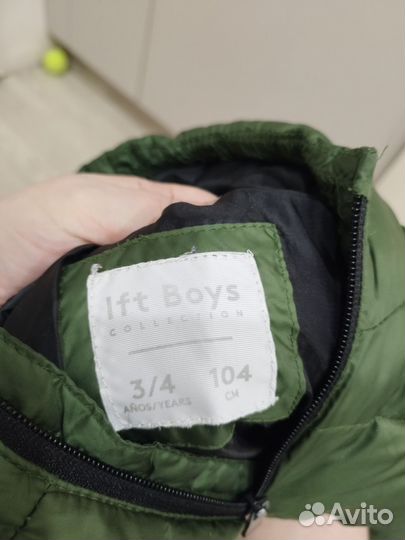 lft Boys
COLLECTION
3/4 104
AÑOS/YEARS CM
Avito